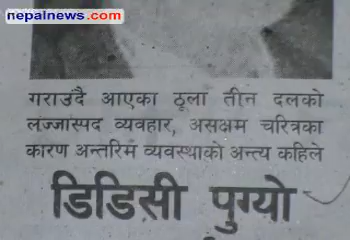 nepalnews.com
गराउँदै आएका ठूला तीन दलको
लज्जास्पद व्यवहार, असक्षम चरित्रका
कारण अन्तरिम व्यवस्थाको अन्त्य कहिले
डिडिसी पुग्यो